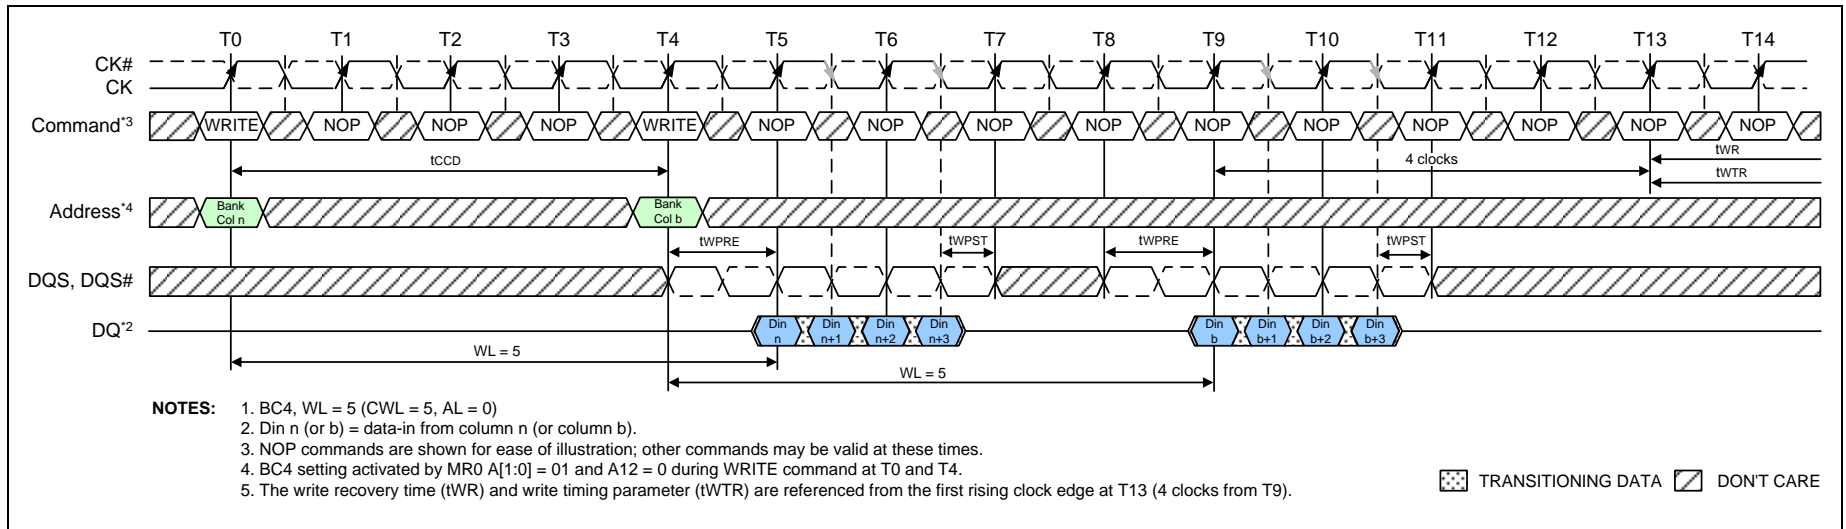 T0 T1 T2 T3 T4 T5 T6 T7 T8 T9 T10 T11 T12 T13 T14
CK#
CK
Command*3 WRITE NOP NOP NOP WRITE NOP NOP NOP NOP NOP NOP NOP NOP NOP NOP
tCCD 4 clocks tWR
tWTR
Address*4 Bank Col n Bank Col b
tWPRE tWPST tWPRE tWPST
DQS, DQS#
DQ*2 Din n Din n+1 Din n+2 Din n+3 Din b Din b+1 Din b+2 Din b+3
WL = 5
WL = 5
NOTES: 1. BC4, WL = 5 (CWL = 5, AL = 0)
2. Din n (or b) = data-in from column n (or column b).
3. NOP commands are shown for ease of illustration; other commands may be valid at these times.
4. BC4 setting activated by MR0 A[1:0] = 01 and A12 = 0 during WRITE command at T0 and T4.
5. The write recovery time (tWR) and write timing parameter (tWTR) are referenced from the first rising clock edge at T13 (4 clocks from T9).
TRANSITIONING DATA DON'T CARE